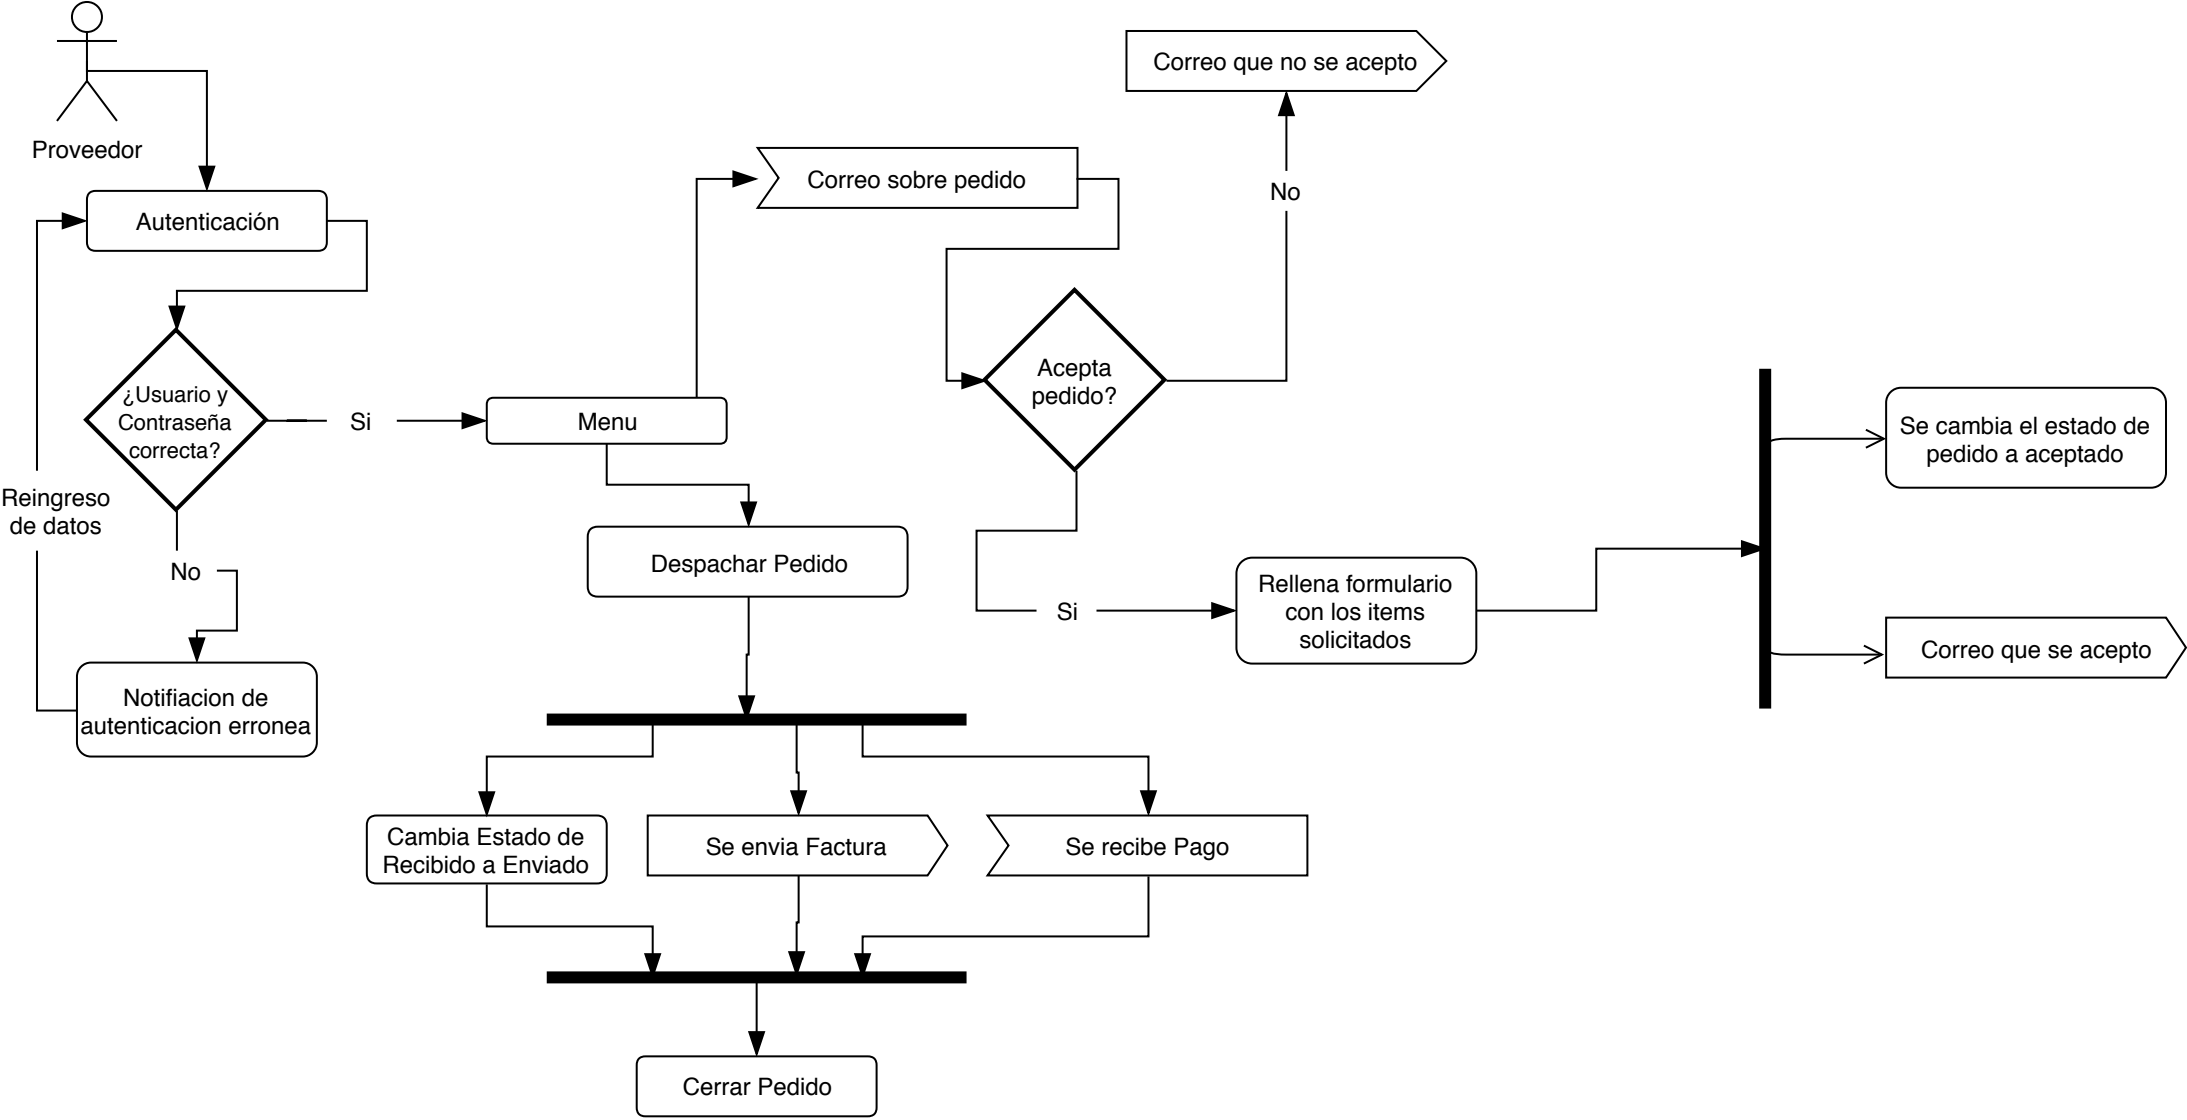 Correo que no se acepto
Proveedor
Correo sobre pedido
No
Autenticación
Acepta
pedido?
¿Usuario y
Contraseña
correcta?
Si
Menu
Se cambia el estado de
pedido a aceptado
Reingreso
de datos
No
Despachar Pedido
Si
Rellena formulario
con los items
solicitados
Correo que se acepto
Notifiacion de
autenticacion erronea
Cambia Estado de
Recibido a Enviado
Se envia Factura
Se recibe Pago
Cerrar Pedido